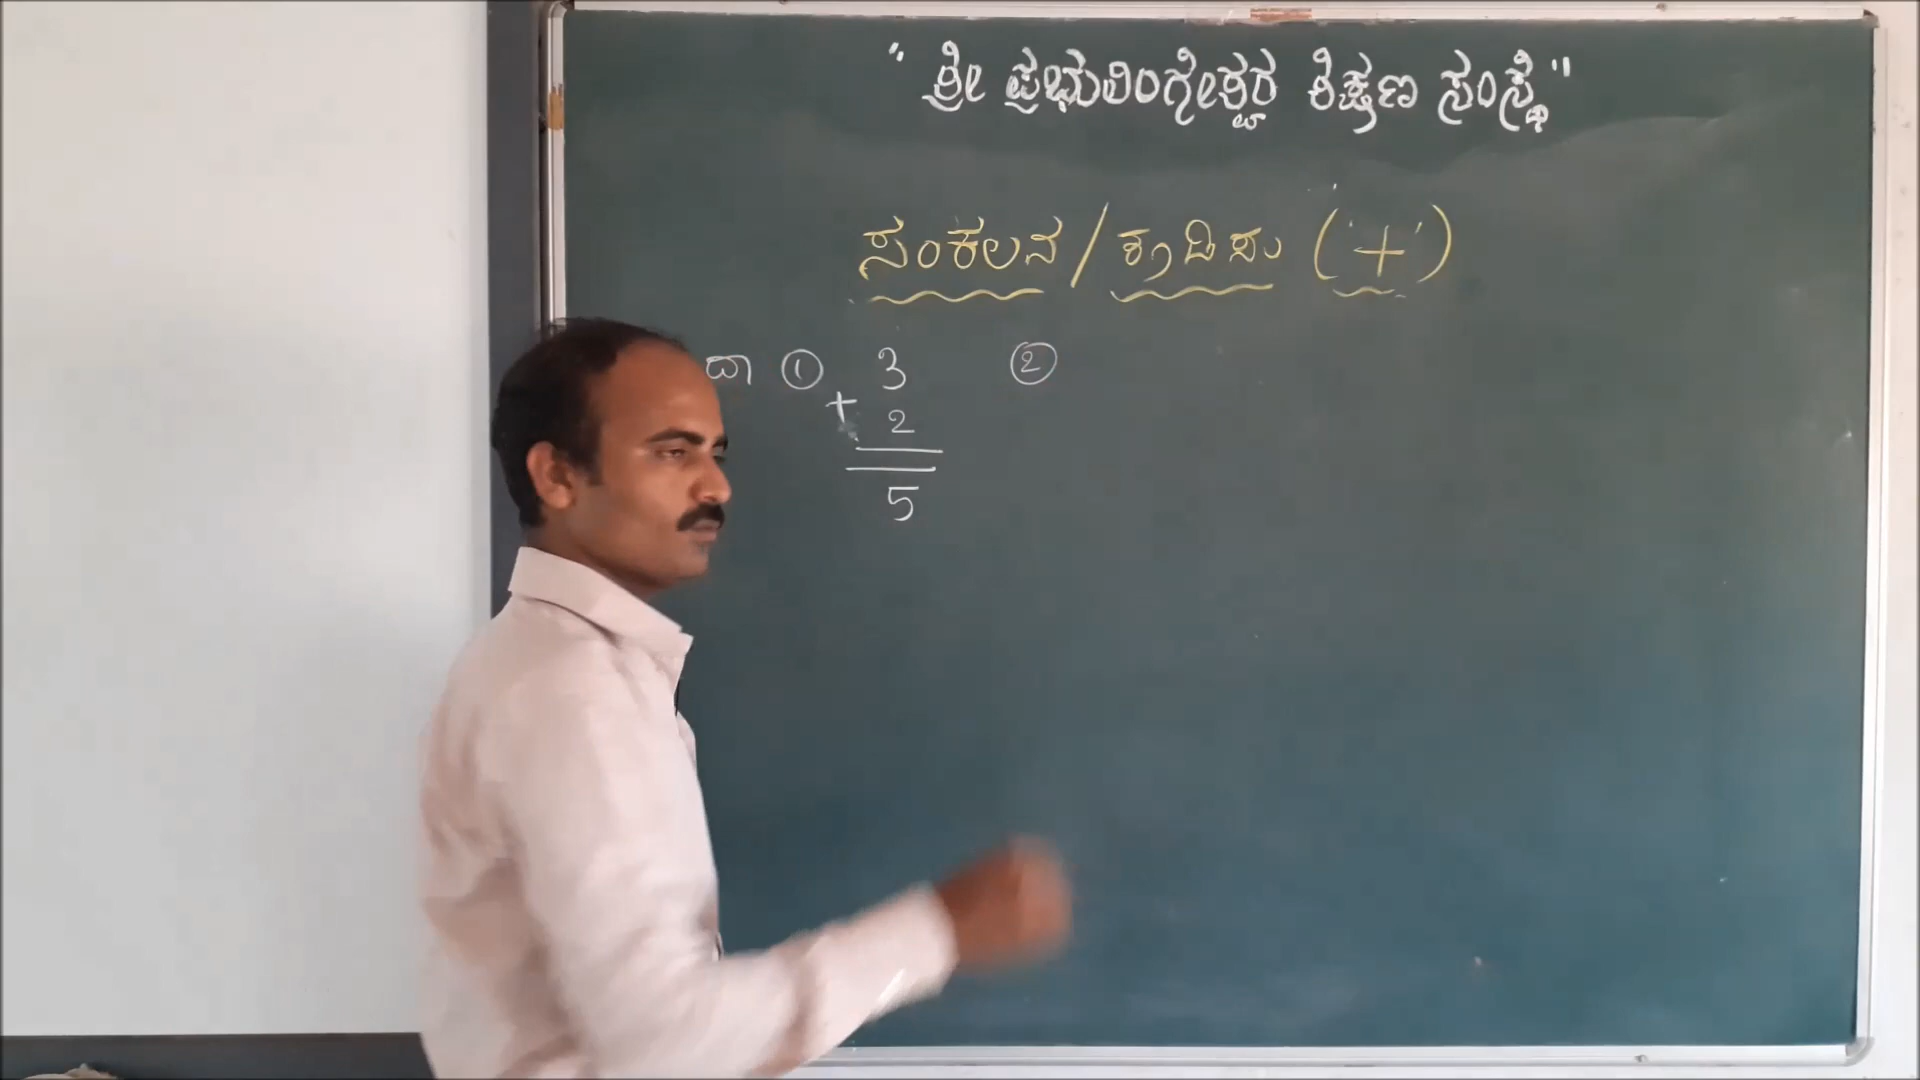 " ಶ್ರೀ ಪ್ರಭುಲಿಂಗೇಶ್ವರ ಶಿಕ್ಷಣ ಸಂಸ್ಥೆ "
ಸಂಕಲನ / ಕೂಡಿಸು ( '+' )
ದಾ ① 3 ②
+ 2
5